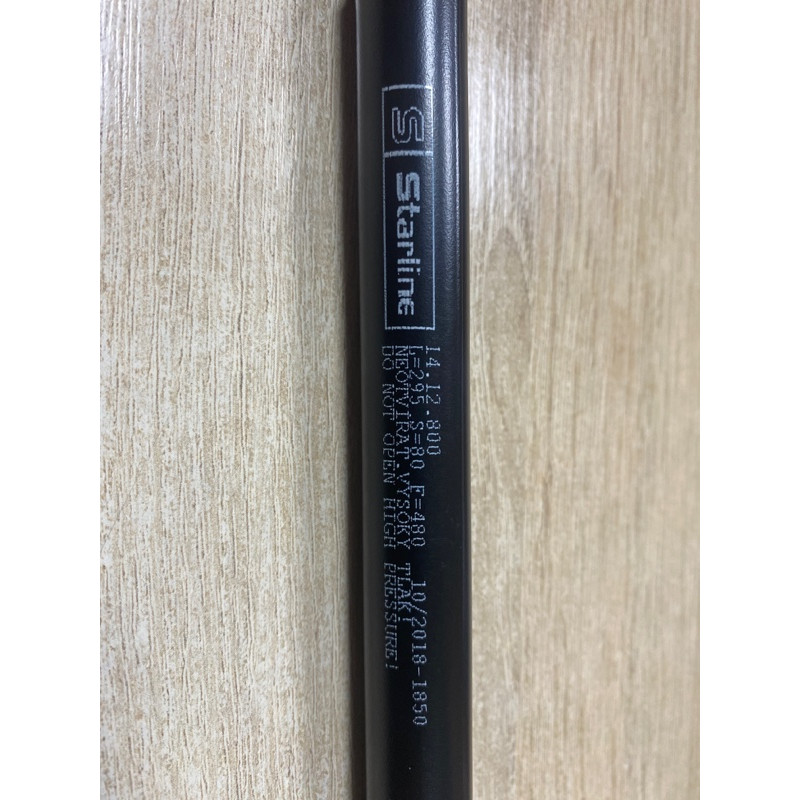 S Starline
14.12.800
L=295 S=80 F=480 10/2018-1850
NEOTVIRAT.VYSOKY TLAK!
DO NOT OPEN HIGH PRESSURE!